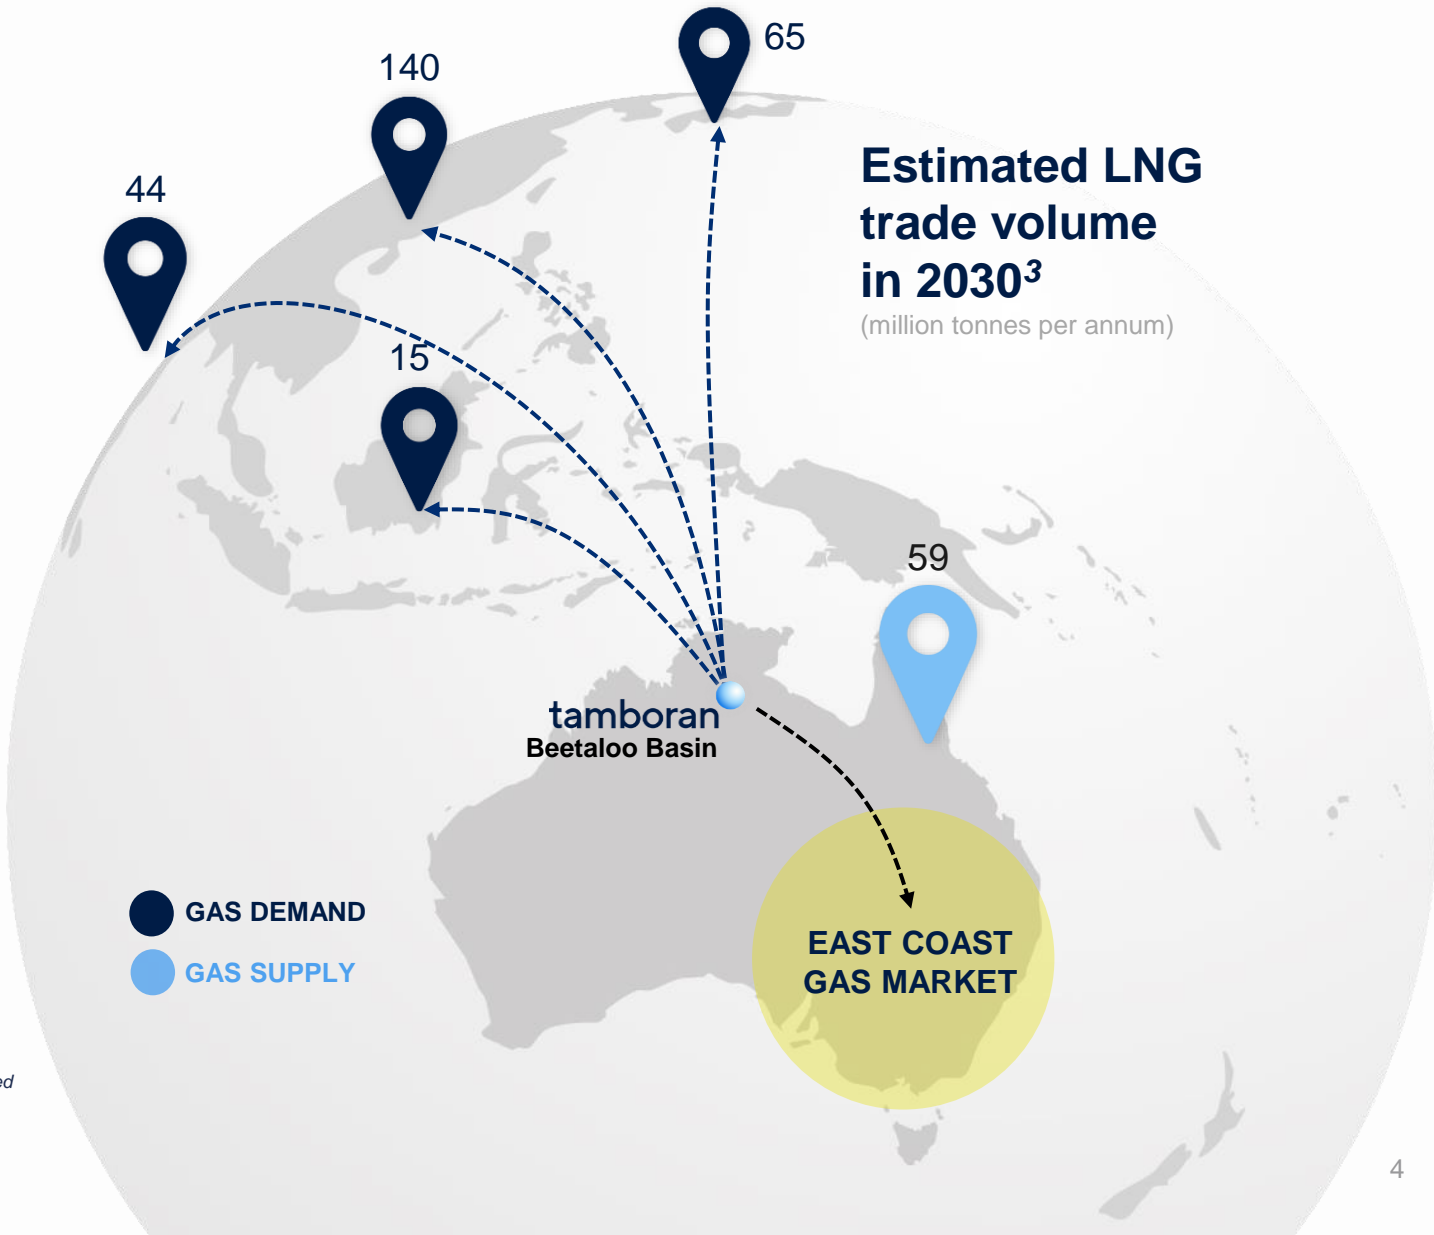 65
140
Estimated LNG
trade volume
in 2030³
(million tonnes per annum)
44
15
59
tamboran
Beetaloo Basin
GAS DEMAND
GAS SUPPLY
EAST COAST
GAS MARKET
4